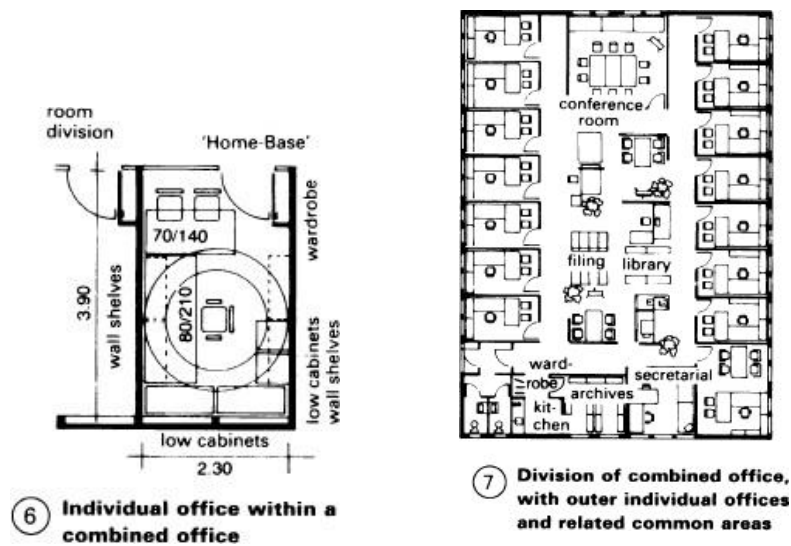 room
division
'Home-Base'
70/140
wardrobe
3.90
wall shelves
80/210
low cabinets
wall shelves
low cabinets
2.30
6 Individual office within a
combined office
conference
room
filing
library
ward-
robe
secretarial
archives
kit-
chen
7 Division of combined office,
with outer individual offices
and related common areas